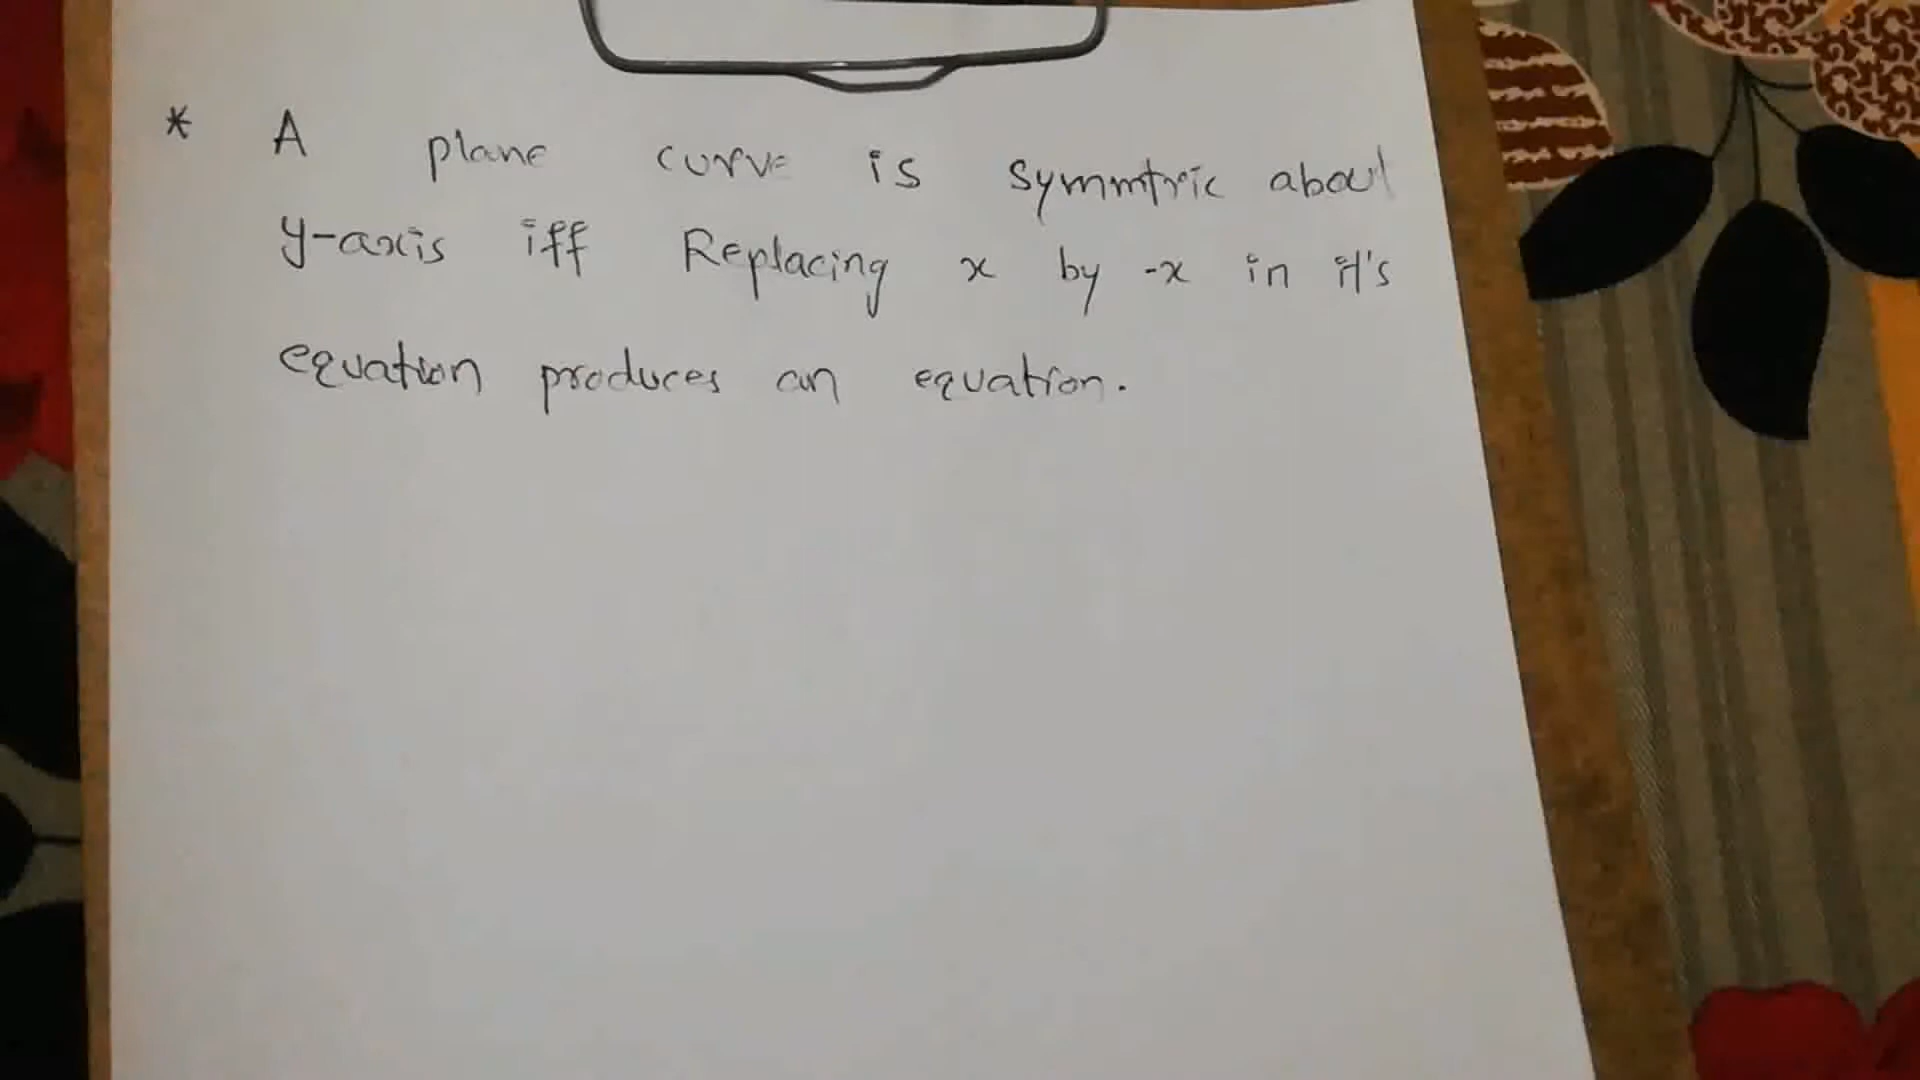 * A plane curve is symmtric about
y-axis iff Replacing x by -x in it's
equation produces an equation.